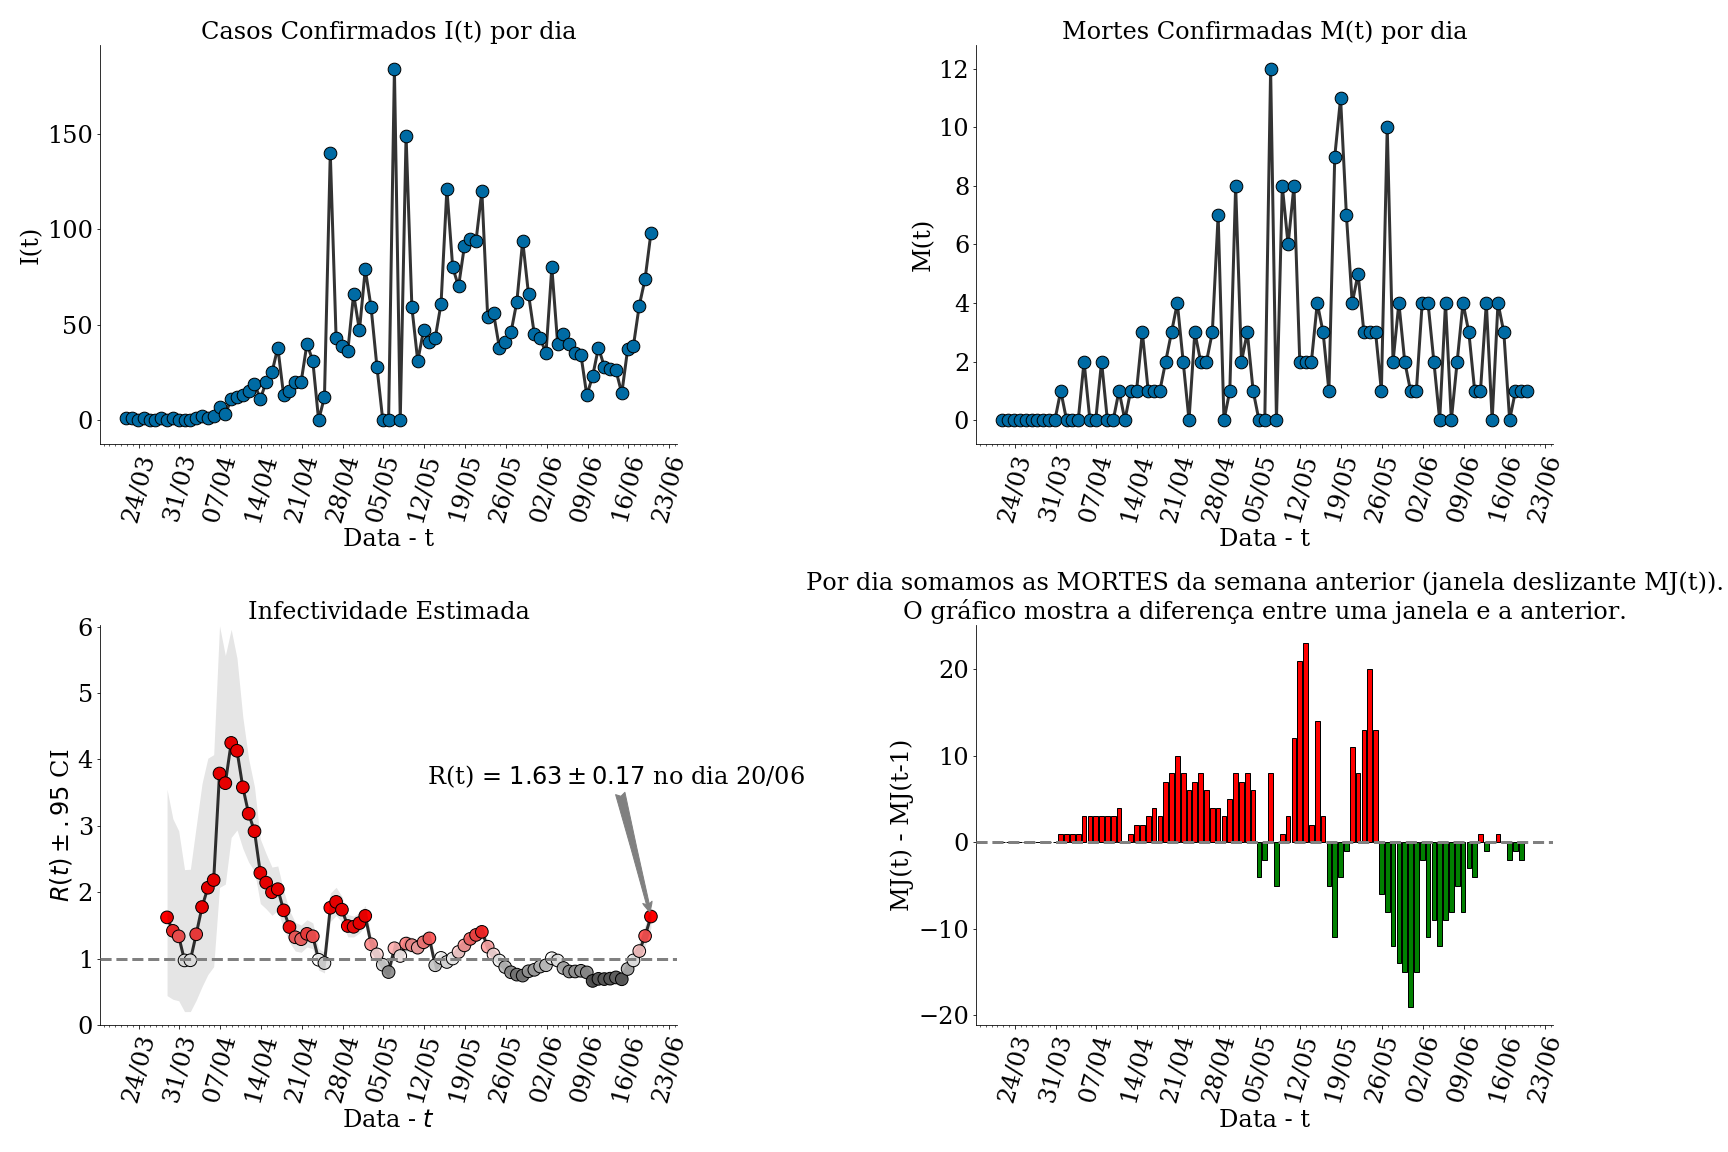 Casos Confirmados I(t) por dia
I(t)
150
100
50
0
24/03 31/03 07/04 14/04 21/04 28/04 05/05 12/05 19/05 26/05 02/06 09/06 16/06 23/06
Data - t
Mortes Confirmadas M(t) por dia
M(t)
12
10
8
6
4
2
0
24/03 31/03 07/04 14/04 21/04 28/04 05/05 12/05 19/05 26/05 02/06 09/06 16/06 23/06
Data - t
Infectividade Estimada
R(t) ± .95 CI
6
5
4
3
2
1
0
R(t) = 1.63 ± 0.17 no dia 20/06
24/03 31/03 07/04 14/04 21/04 28/04 05/05 12/05 19/05 26/05 02/06 09/06 16/06 23/06
Data - t
Por dia somamos as MORTES da semana anterior (janela deslizante MJ(t)).
O gráfico mostra a diferença entre uma janela e a anterior.
MJ(t) - MJ(t-1)
20
10
0
−10
−20
24/03 31/03 07/04 14/04 21/04 28/04 05/05 12/05 19/05 26/05 02/06 09/06 16/06 23/06
Data - t